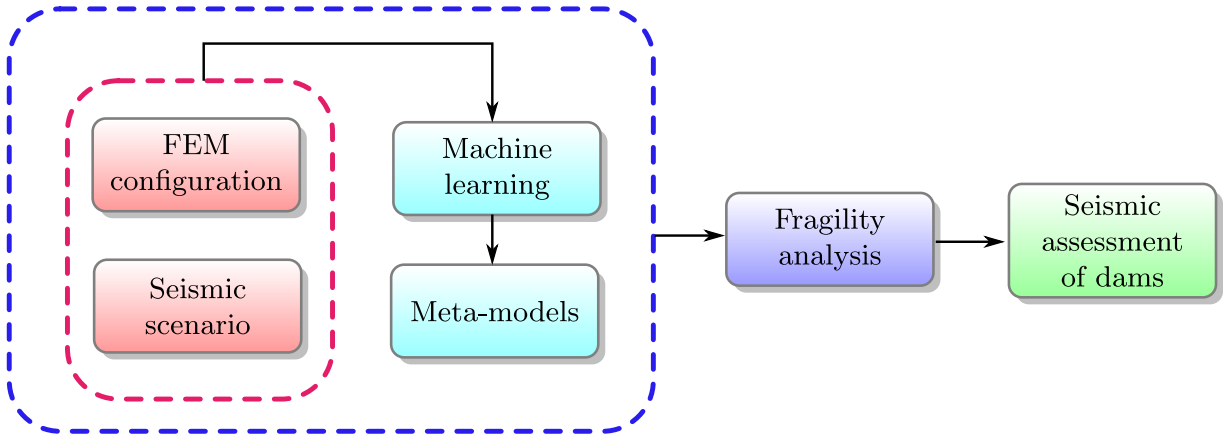 FEM
configuration
Seismic
scenario
Machine
learning
Meta-models
Fragility
analysis
Seismic
assessment
of dams